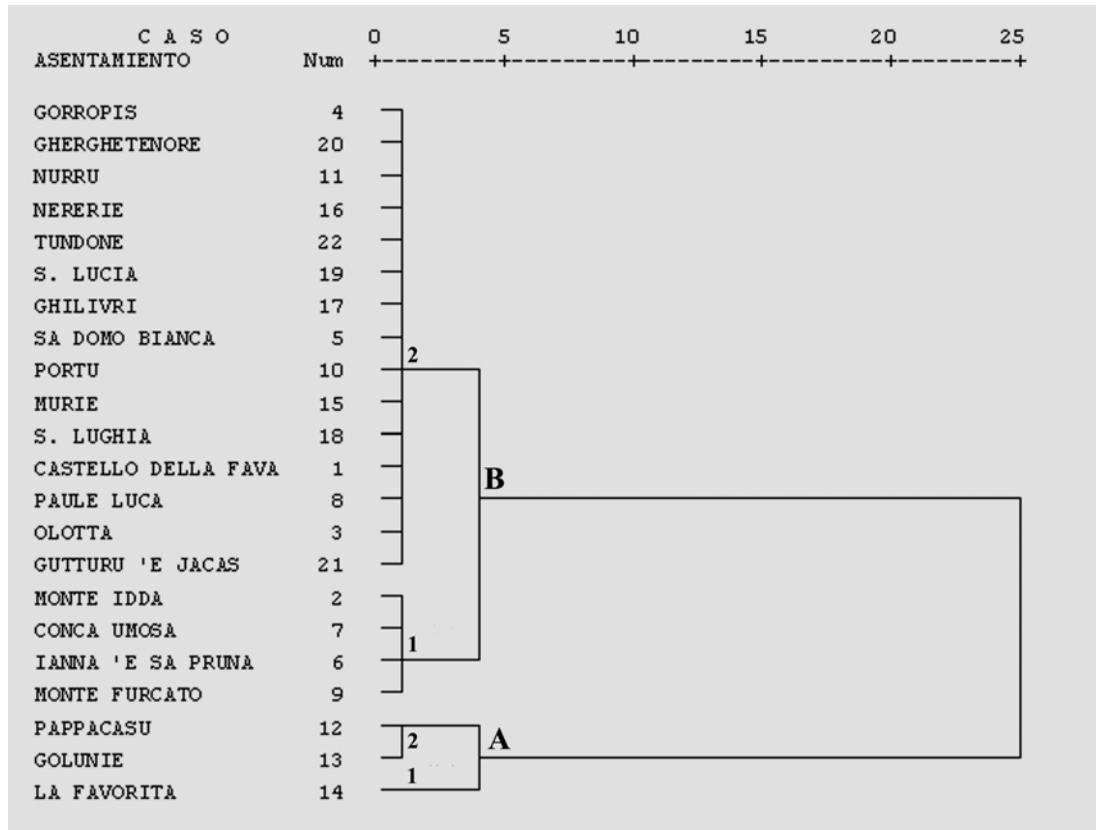 C A S O 0 5 10 15 20 25
ASENTAMIENTO Num +---------+---------+---------+---------+---------+
GORROPIS 4
GHERGHETENORE 20
NURRU 11
NERERIE 16
TUNDONE 22
S. LUCIA 19
GHILIVRI 17
SA DOMO BIANCA 5
2
PORTU 10
MURIE 15
S. LUGHIA 18
CASTELLO DELLA FAVA 1
B
PAULE LUCA 8
OLOTTA 3
GUTTURU 'E JACAS 21
MONTE IDDA 2
CONCA UMOSA 7
1
IANNA 'E SA PRUNA 6
MONTE FURCATO 9
PAPPACASU 12
2 A
GOLUNIE 13
1
LA FAVORITA 14